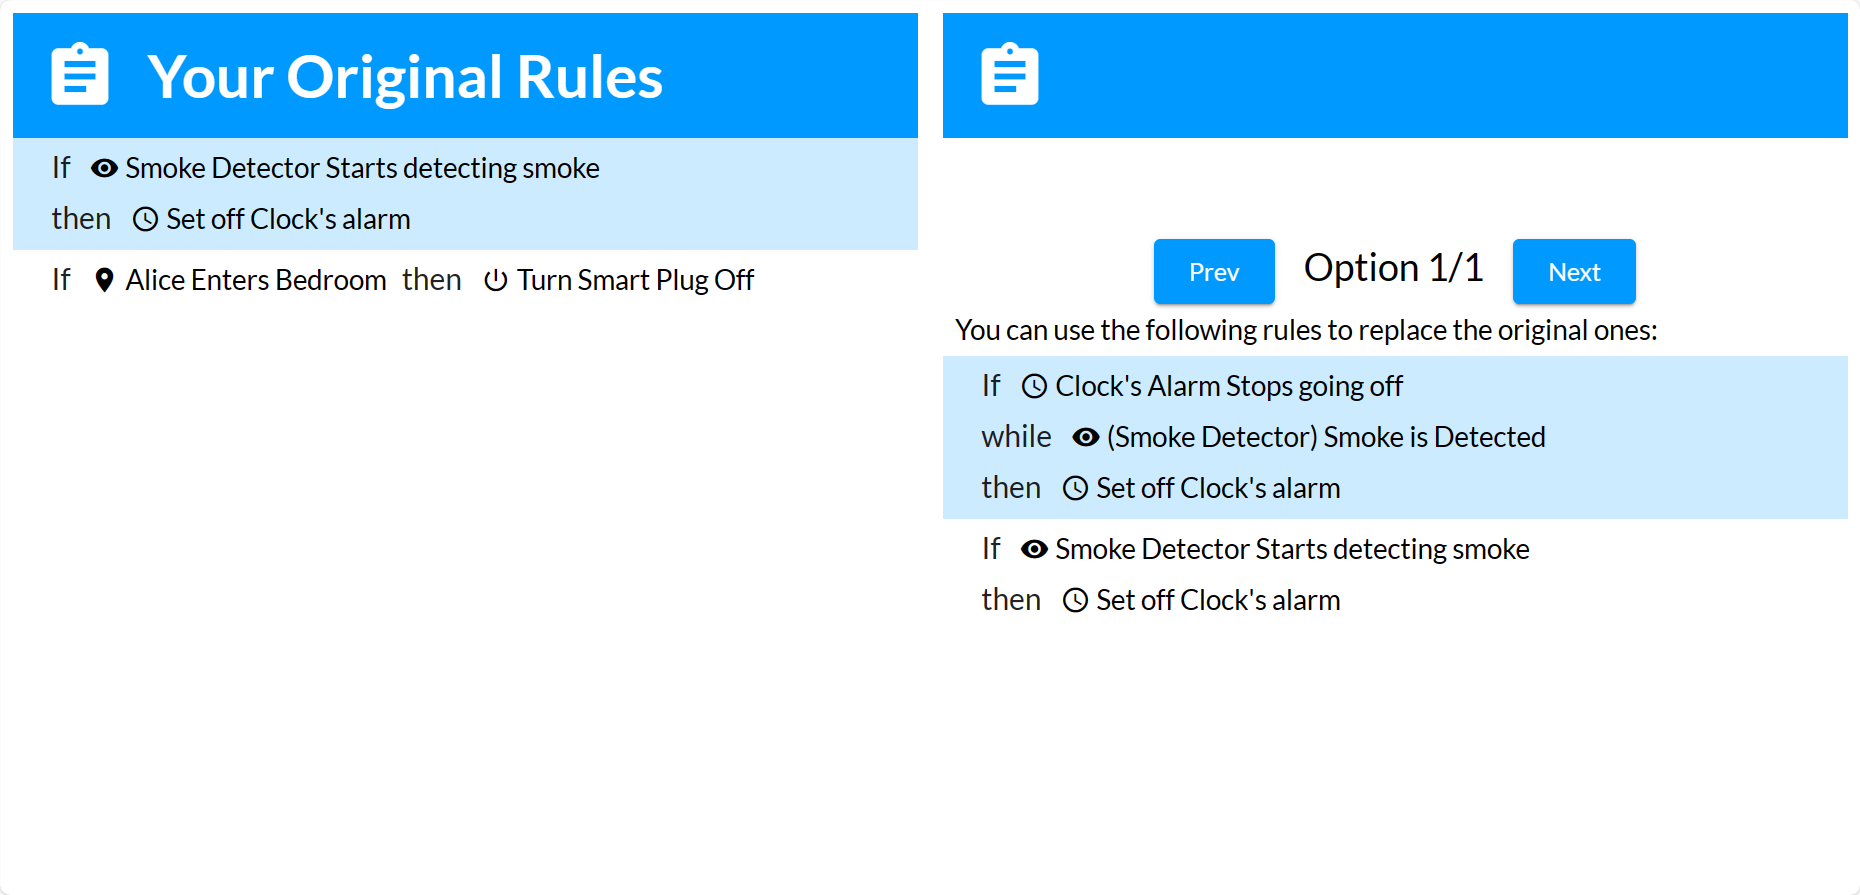 Your Original Rules
If Smoke Detector Starts detecting smoke
then Set off Clock's alarm
If Alice Enters Bedroom then Turn Smart Plug Off
Prev Option 1/1 Next
You can use the following rules to replace the original ones:
If Clock's Alarm Stops going off
while (Smoke Detector) Smoke is Detected
then Set off Clock's alarm
If Smoke Detector Starts detecting smoke
then Set off Clock's alarm